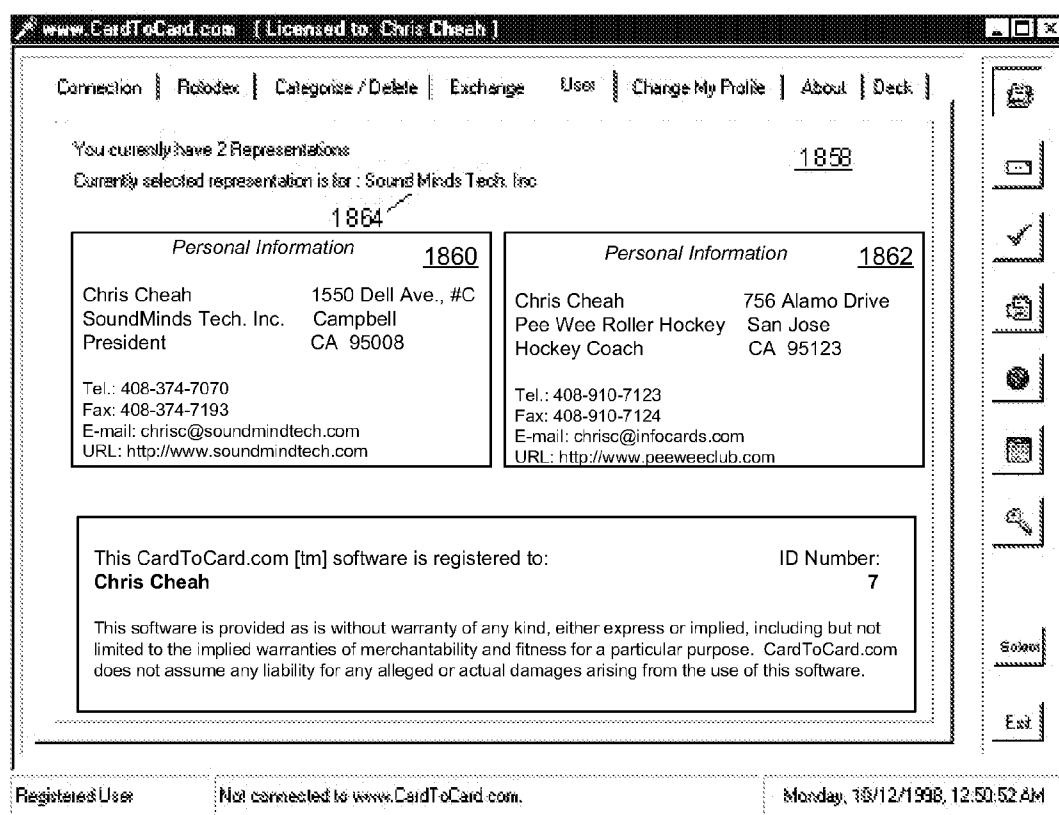 www.CardToCard.com [ Licensed to: Chris Cheah ]
Connection | Rolodex | Categorize / Delete | Exchange User | Change My Profile | About | Deck |
You currently have 2 Representations
1858
Currently selected representation is for : Sound Minds Tech. Inc
1864
Personal Information 1860
Chris Cheah 1550 Dell Ave., #C
SoundMinds Tech. Inc. Campbell
President CA 95008
Tel.: 408-374-7070
Fax: 408-374-7193
E-mail: chrisc@soundmindtech.com
URL: http://www.soundmindtech.com
Personal Information 1862
Chris Cheah 756 Alamo Drive
Pee Wee Roller Hockey San Jose
Hockey Coach CA 95123
Tel.: 408-910-7123
Fax: 408-910-7124
E-mail: chrisc@infocards.com
URL: http://www.peeweeclub.com
This CardToCard.com [tm] software is registered to: ID Number:
Chris Cheah 7
This software is provided as is without warranty of any kind, either express or implied, including but not
limited to the implied warranties of merchantability and fitness for a particular purpose. CardToCard.com
does not assume any liability for any alleged or actual damages arising from the use of this software.
Select
Exit
Registered User Not connected to www.CardToCard.com. Monday, 10/12/1998, 12:50:52 AM